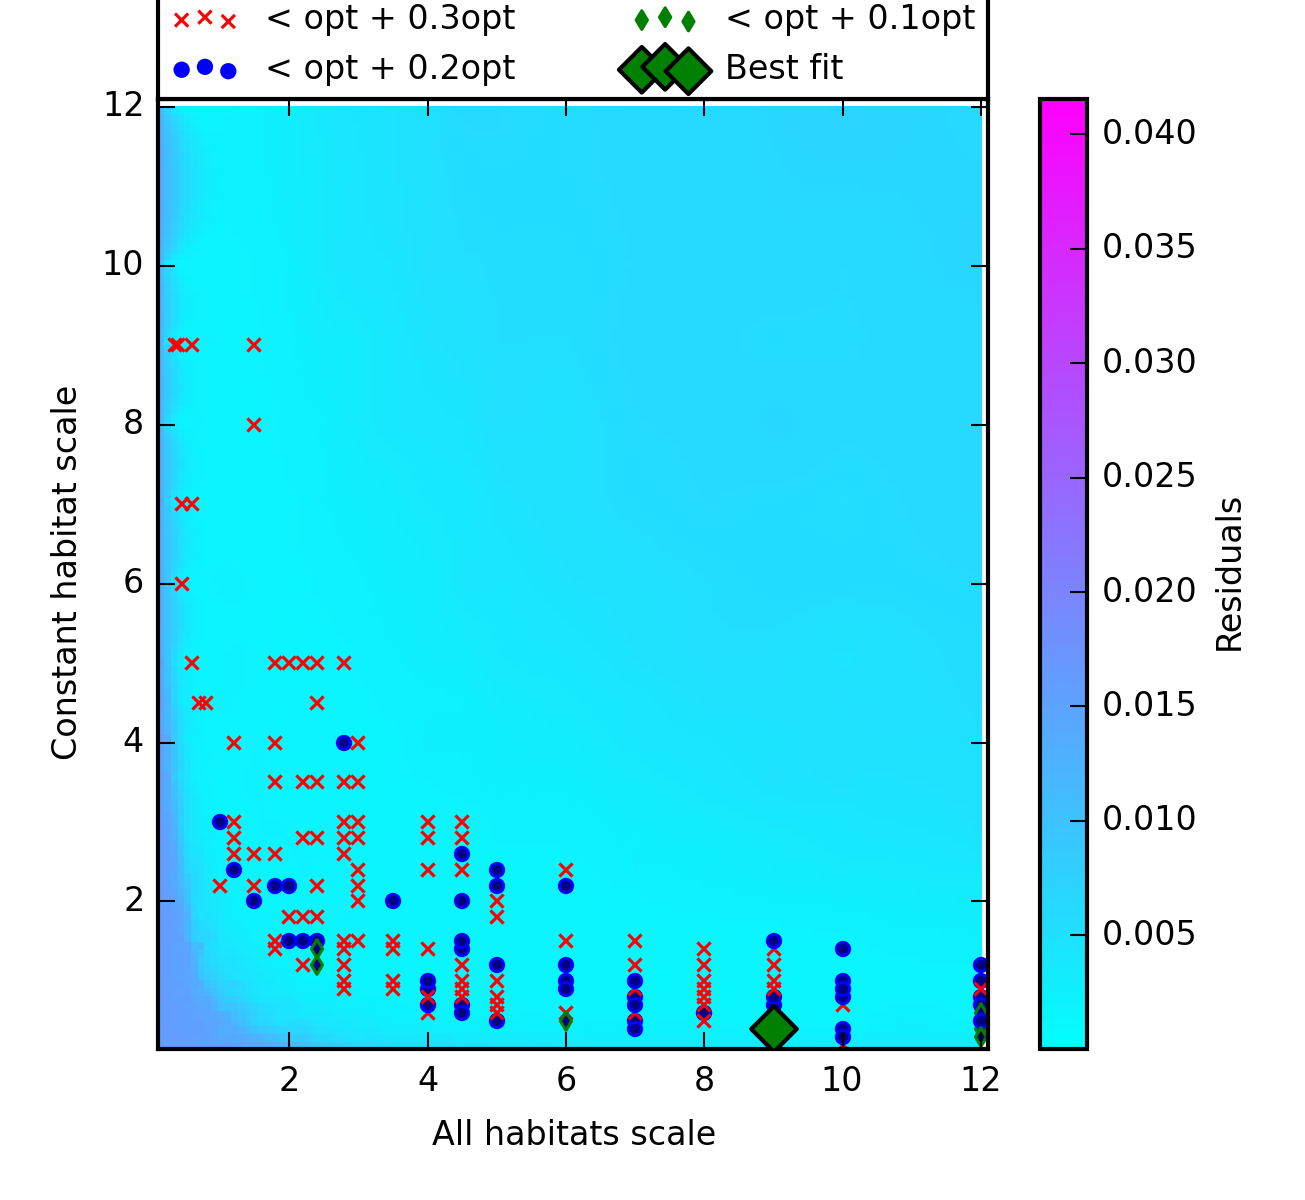 < opt + 0.3opt < opt + 0.1opt
< opt + 0.2opt Best fit
12
10
8
6
4
2
2 4 6 8 10 12
All habitats scale
Constant habitat scale
0.040
0.035
0.030
0.025
0.020
0.015
0.010
0.005
Residuals